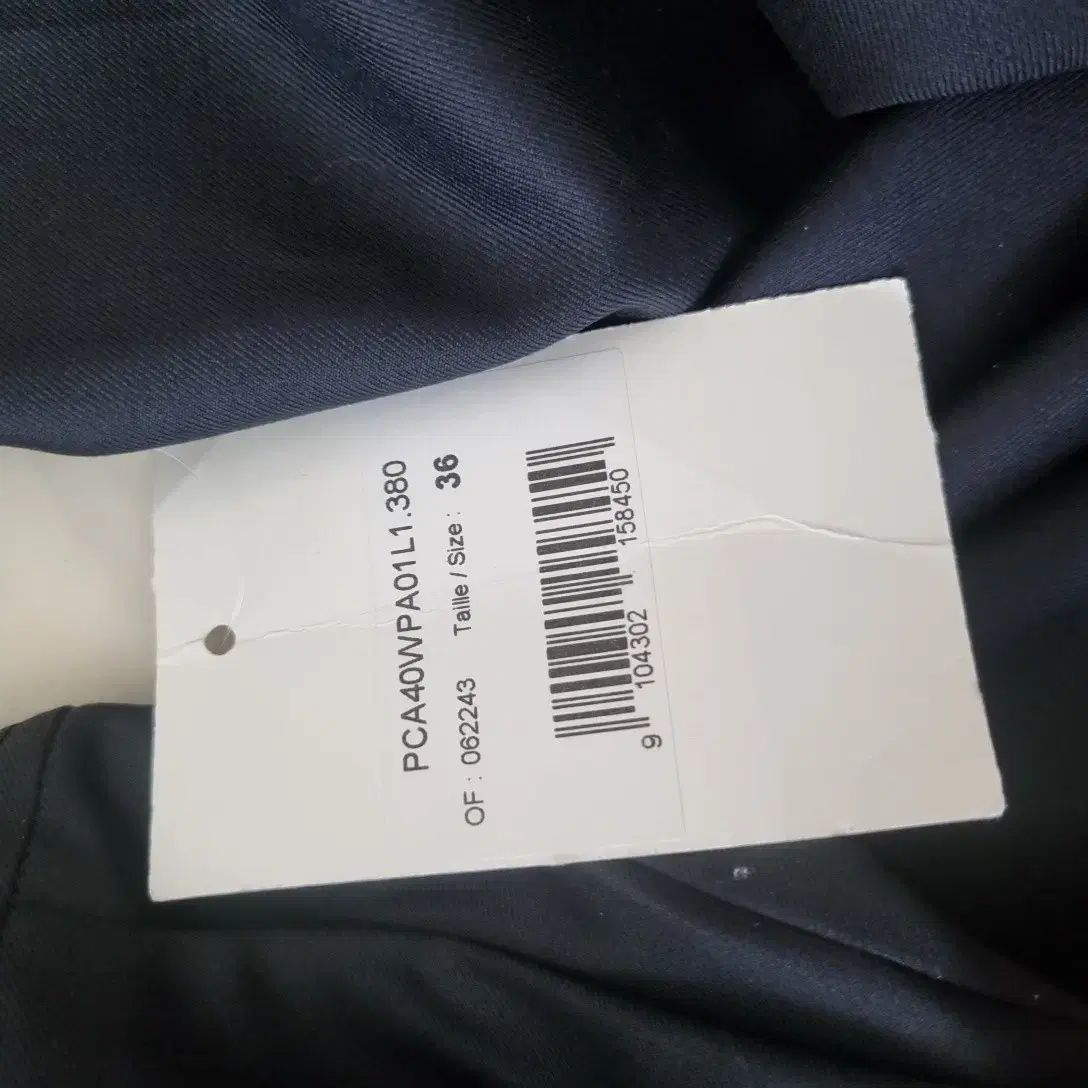 PCA40WPA01L1.380
OF : 062243 Taille / Size : 36
9 104302 158450